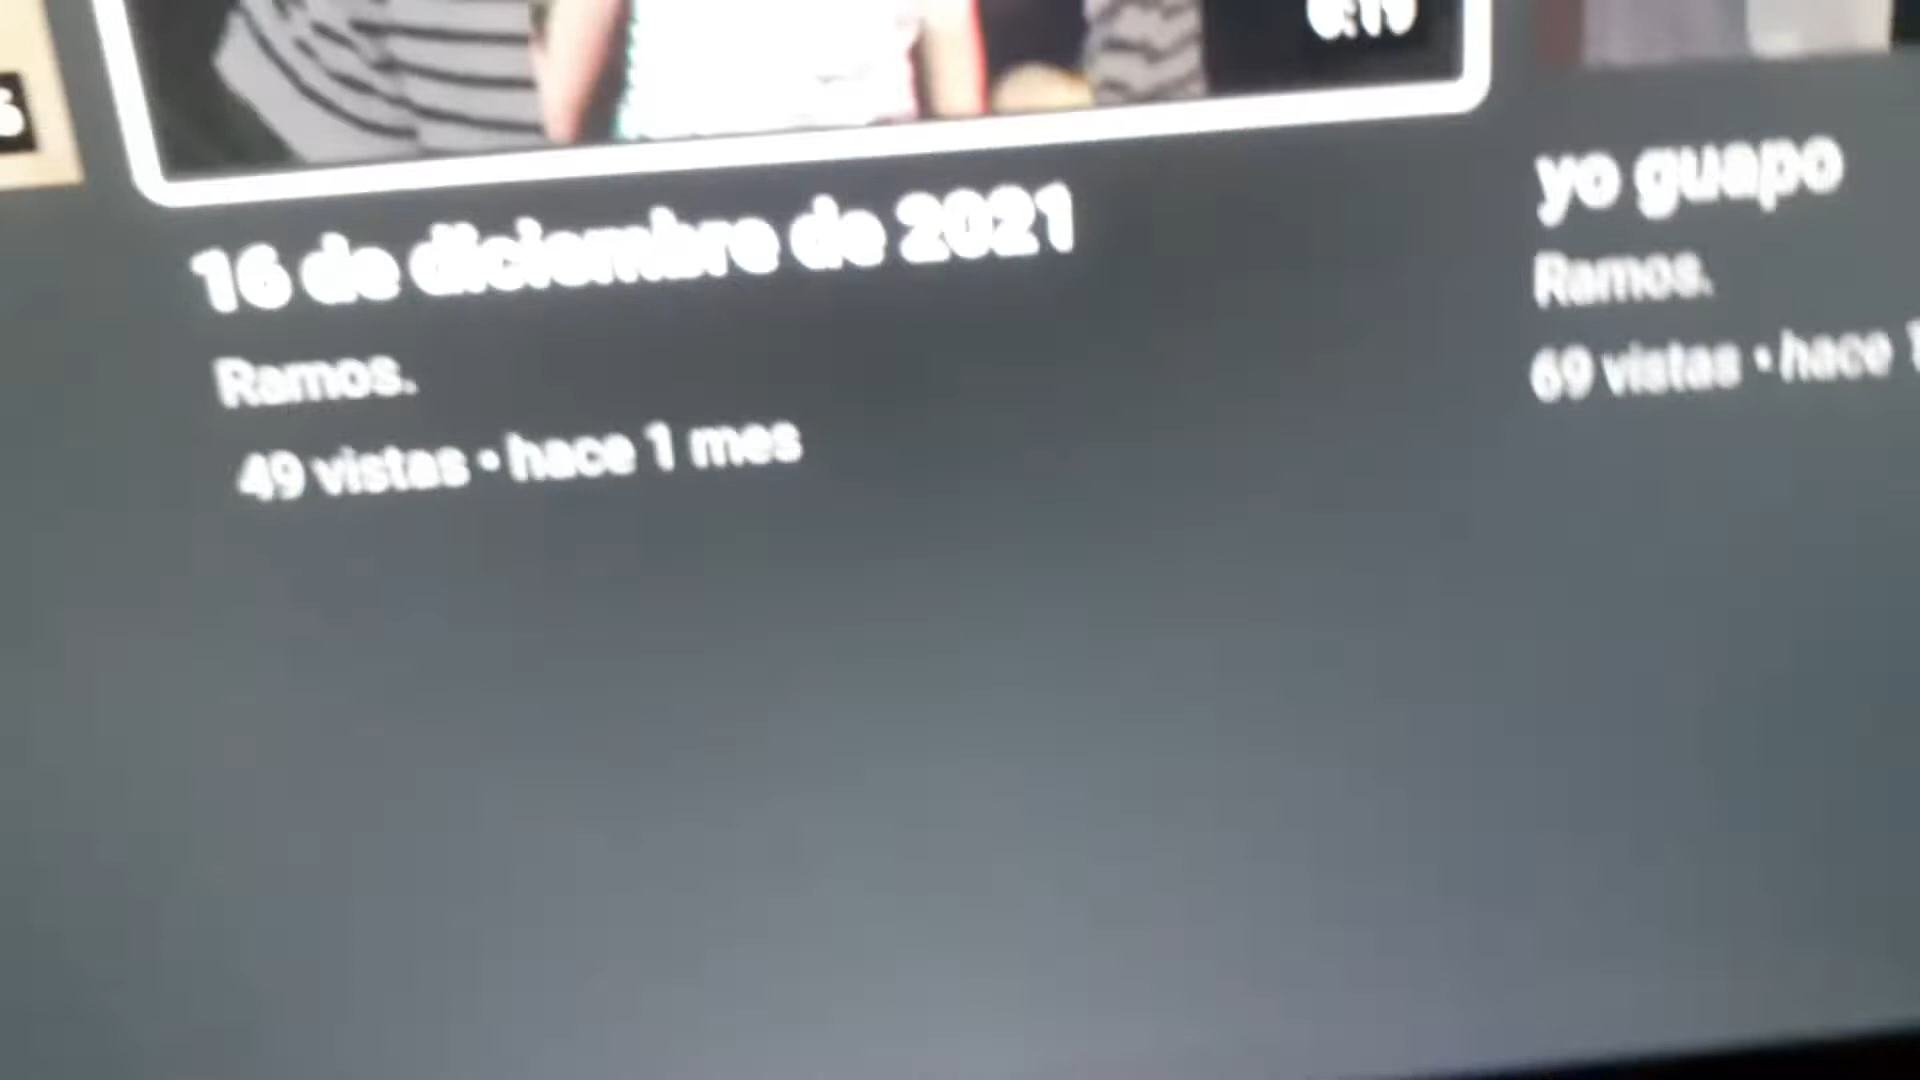 16 de diciembre de 2021
Ramos.
49 vistas • hace 1 mes
yo guapo
Ramos.
69 vistas • hace